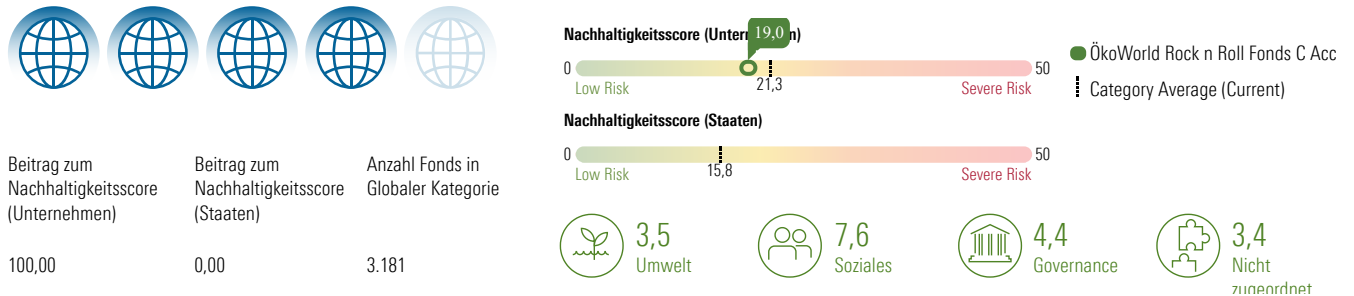 Beitrag zum
Nachhaltigkeitsscore
(Unternehmen)
100,00
Beitrag zum
Nachhaltigkeitsscore
(Staaten)
0,00
Anzahl Fonds in
Globaler Kategorie
3.181
Nachhaltigkeitsscore (Unter n)
19,0
0
50
Low Risk
21,3
Severe Risk
ÖkoWorld Rock n Roll Fonds C Acc
Category Average (Current)
Nachhaltigkeitsscore (Staaten)
0
50
Low Risk
15,8
Severe Risk
3,5
Umwelt
7,6
Soziales
4,4
Governance
3,4
Nicht
zugeordnet